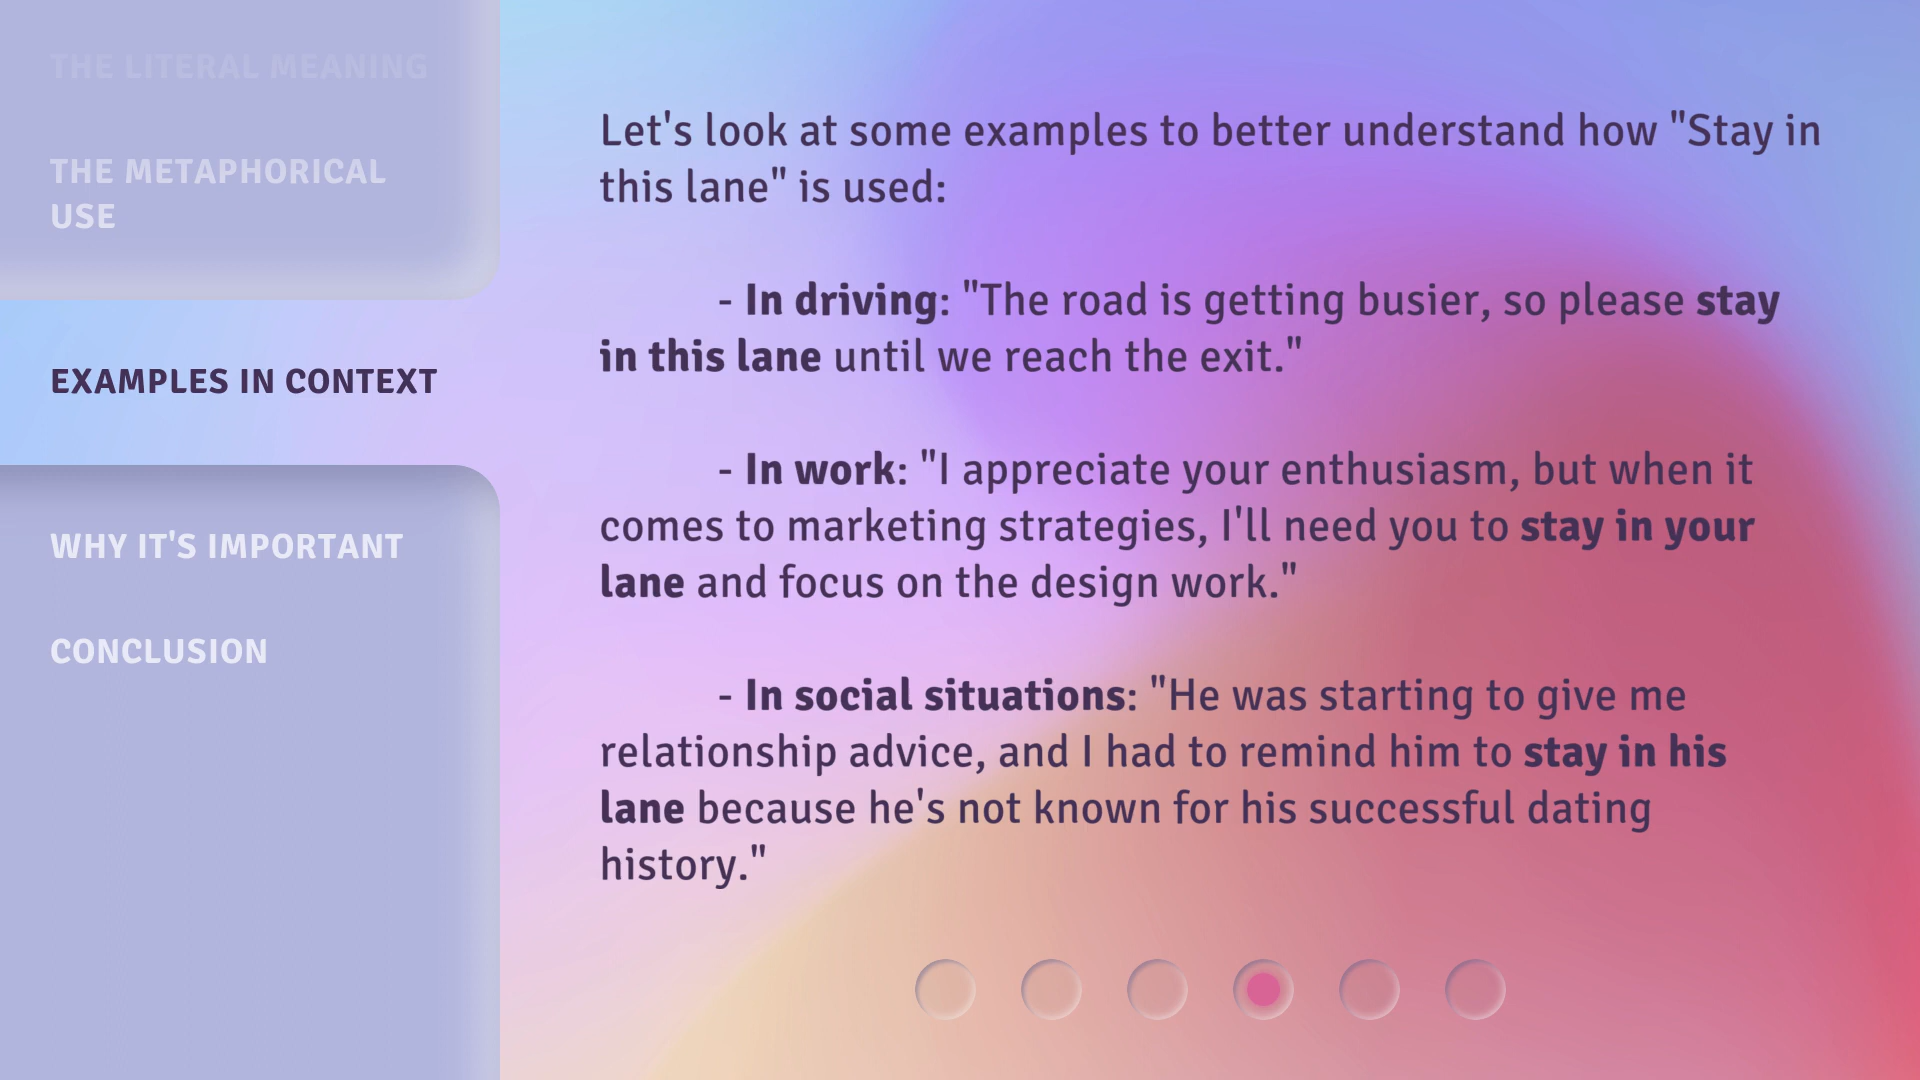 THE LITERAL MEANING
THE METAPHORICAL
USE
EXAMPLES IN CONTEXT
WHY IT'S IMPORTANT
CONCLUSION
Let's look at some examples to better understand how "Stay in
this lane" is used:
- In driving: "The road is getting busier, so please stay
in this lane until we reach the exit."
- In work: "I appreciate your enthusiasm, but when it
comes to marketing strategies, I'll need you to stay in your
lane and focus on the design work."
- In social situations: "He was starting to give me
relationship advice, and I had to remind him to stay in his
lane because he's not known for his successful dating
history."